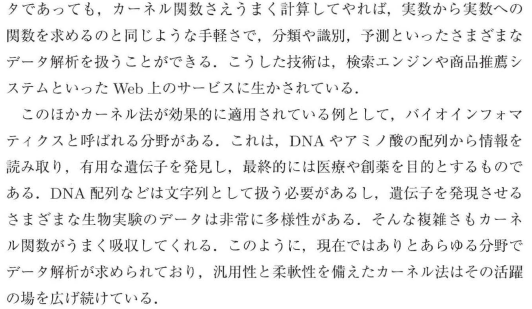 タであっても，カーネル関数さえうまく計算してやれば，実数から実数への
関数を求めるのと同じような手軽さで，分類や識別，予測といったさまざまな
データ解析を扱うことができる．こうした技術は，検索エンジンや商品推薦シ
ステムといった Web 上のサービスに生かされている．
このほかカーネル法が効果的に適用されている例として，バイオインフォマ
ティクスと呼ばれる分野がある．これは，DNA やアミノ酸の配列から情報を
読み取り，有用な遺伝子を発見し，最終的には医療や創薬を目的とするもので
ある．DNA 配列などは文字列として扱う必要があるし，遺伝子を発現させる
さまざまな生物実験のデータは非常に多様性がある．そんな複雑さもカーネ
ル関数がうまく吸収してくれる．このように，現在ではありとあらゆる分野で
データ解析が求められており，汎用性と柔軟性を備えたカーネル法はその活躍
の場を広げ続けている．